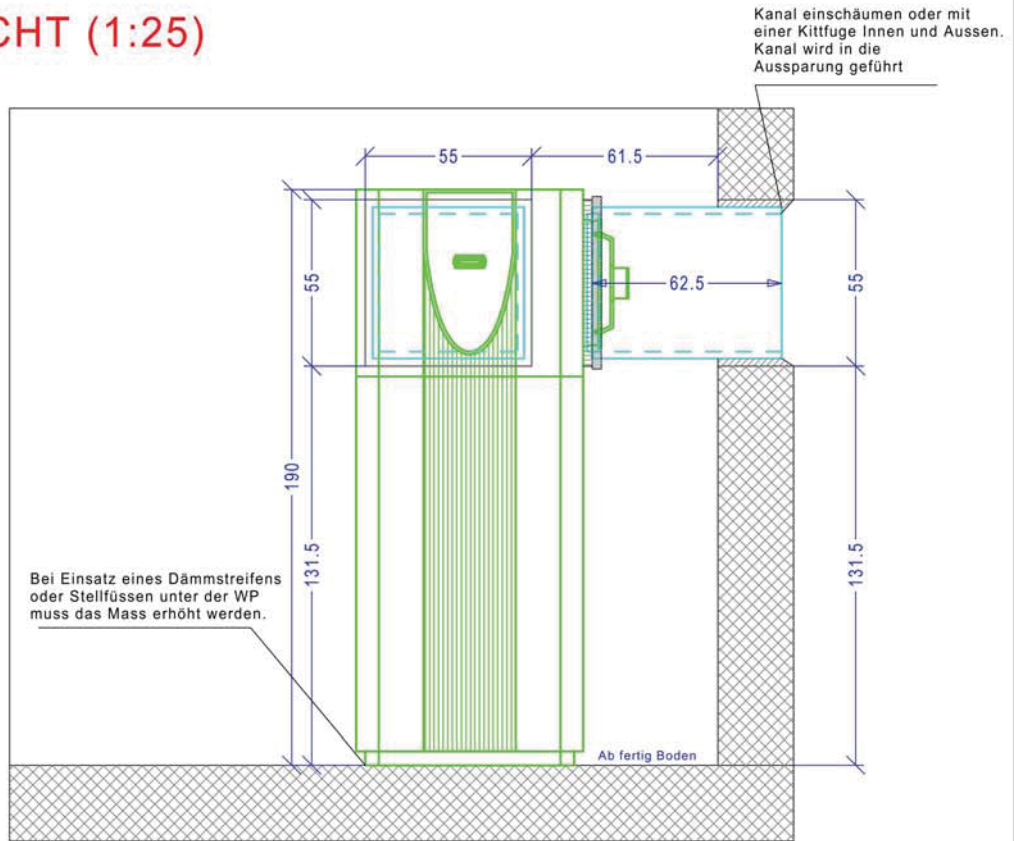 CHT (1:25)
Kanal einschäumen oder mit
einer Kittfuge Innen und Aussen.
Kanal wird in die
Aussparung geführt
55
61.5
55
62.5
55
190
131.5
131.5
Bei Einsatz eines Dämmstreifens
oder Stellfüssen unter der WP
muss das Mass erhöht werden.
Ab fertig Boden